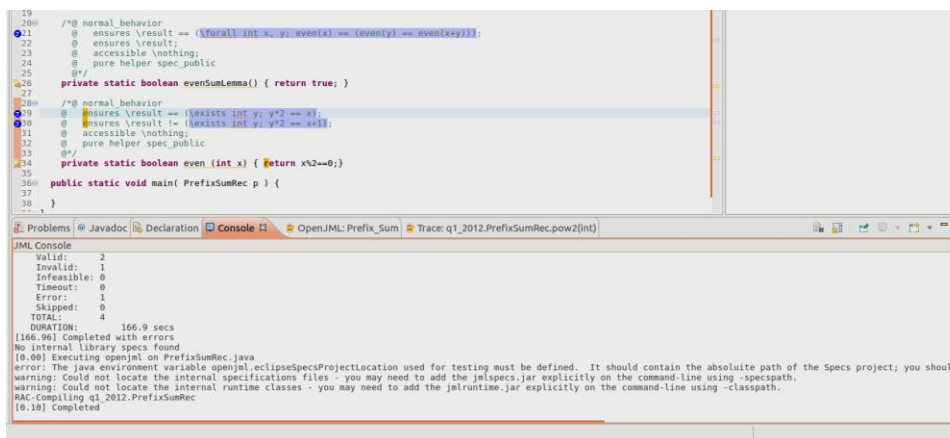 19
20 /*@ normal_behavior
21 @ ensures \result == (\forall int x, y; even(x) == (even(y) == even(x+y)));
22 @ ensures \result;
23 @ accessible \nothing;
24 @ pure helper spec_public
25 @*/
26 private static boolean evenSumLemma() { return true; }
27
28 /*@ normal_behavior
29 @ ensures \result == (\exists int y; y*2 == x);
30 @ ensures \result != (\exists int y; y*2 == x+1);
31 @ accessible \nothing;
32 @ pure helper spec_public
33 @*/
34 private static boolean even (int x) { return x%2==0;}
35
36 public static void main( PrefixSumRec p ) {
37
38 }
Problems @ Javadoc Declaration Console OpenJML: Prefix_Sum Trace: q1_2012.PrefixSumRec.pow2(int)
JML Console
Valid: 2
Invalid: 1
Infeasible: 0
Timeout: 0
Error: 1
Skipped: 0
TOTAL: 4
DURATION: 166.9 secs
[166.96] Completed with errors
No internal library specs found
[0.00] Executing openjml on PrefixSumRec.java
error: The java environment variable openjml.eclipseSpecsProjectLocation used for testing must be defined. It should contain the absoluite path of the Specs project; you shoul
warning: Could not locate the internal specifications files - you may need to add the jmlspecs.jar explicitly on the command-line using -specspath.
warning: Could not locate the internal runtime classes - you may need to add the jmlruntime.jar explicitly on the command-line using -classpath.
RAC-Compiling q1_2012.PrefixSumRec
[0.10] Completed